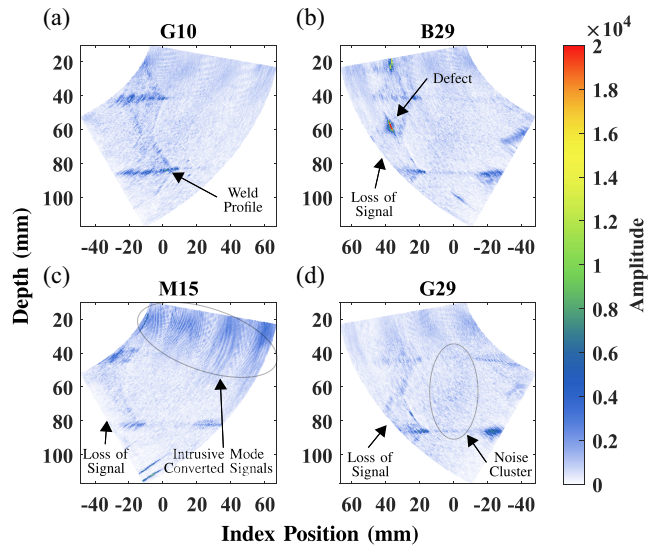 (a) G10
(b) B29
×10⁴
20
40
60
80
100
Weld
Profile
-40 -20 0 20 40 60
20
40
60
80
100
Defect
Loss of
Signal
60 40 20 0 -20 -40
(c) M15
(d) G29
20
40
60
80
100
Loss of
Signal
Intrusive Mode
Converted Signals
-40 -20 0 20 40 60
20
40
60
80
100
Loss of
Signal
Noise
Cluster
60 40 20 0 -20 -40
Depth (mm)
Index Position (mm)
2
1.8
1.6
1.4
1.2
1
0.8
0.6
0.4
0.2
0
Amplitude